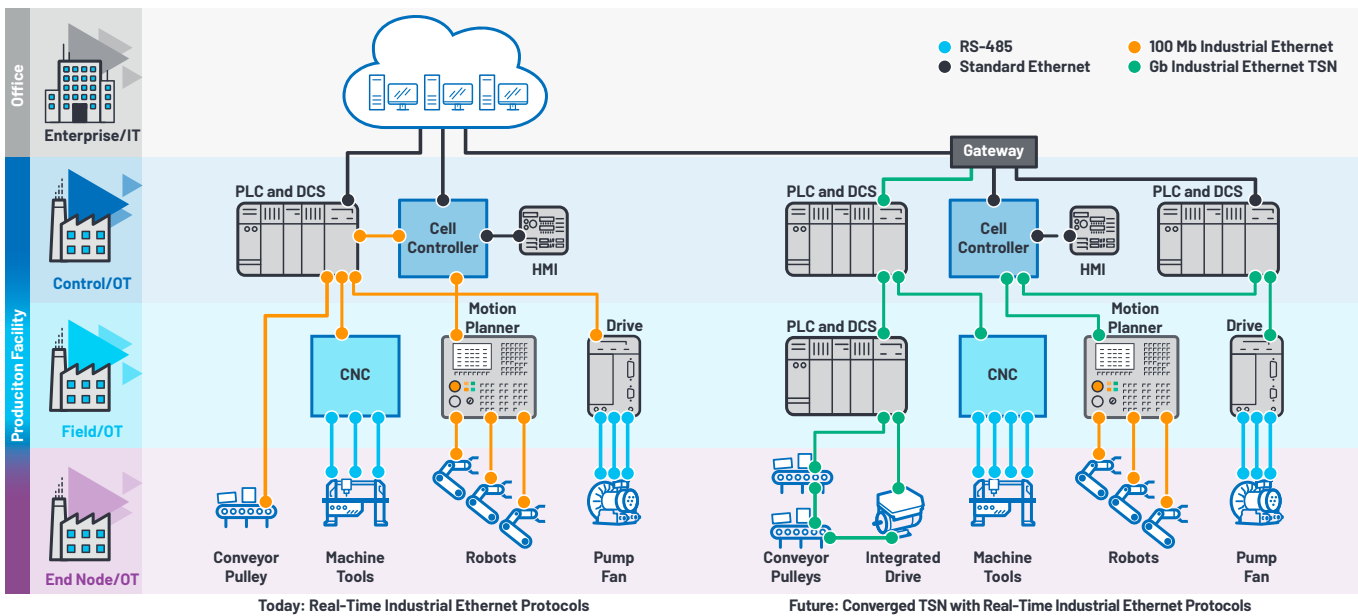 Office
Enterprise/IT
RS-485
Standard Ethernet
100 Mb Industrial Ethernet
Gb Industrial Ethernet TSN
Gateway
Produciton Facility
Control/OT
PLC and DCS
Cell
Controller
HMI
PLC and DCS
Cell
Controller
HMI
PLC and DCS
Field/OT
CNC
Motion
Planner
Drive
PLC and DCS
CNC
Motion
Planner
Drive
End Node/OT
Conveyor
Pulley
Machine
Tools
Robots
Pump
Fan
Conveyor
Pulleys
Integrated
Drive
Machine
Tools
Robots
Pump
Fan
Today: Real-Time Industrial Ethernet Protocols
Future: Converged TSN with Real-Time Industrial Ethernet Protocols